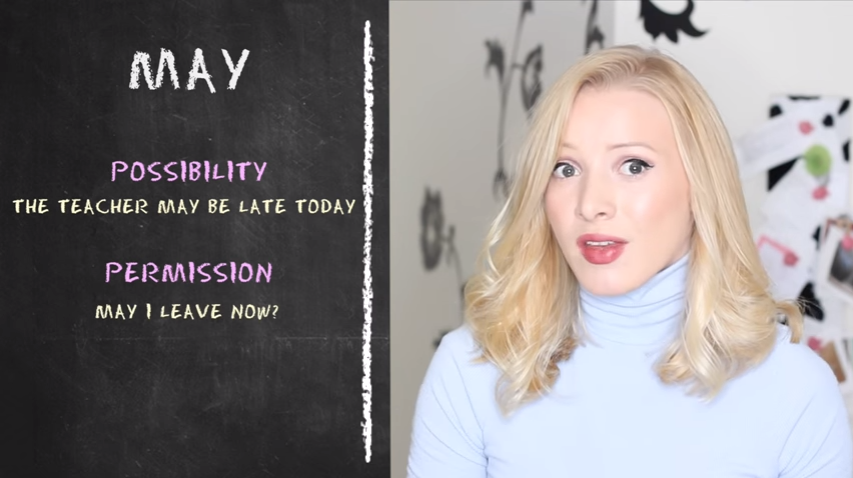 MAY
POSSIBILITY
THE TEACHER MAY BE LATE TODAY
PERMISSION
MAY I LEAVE NOW?